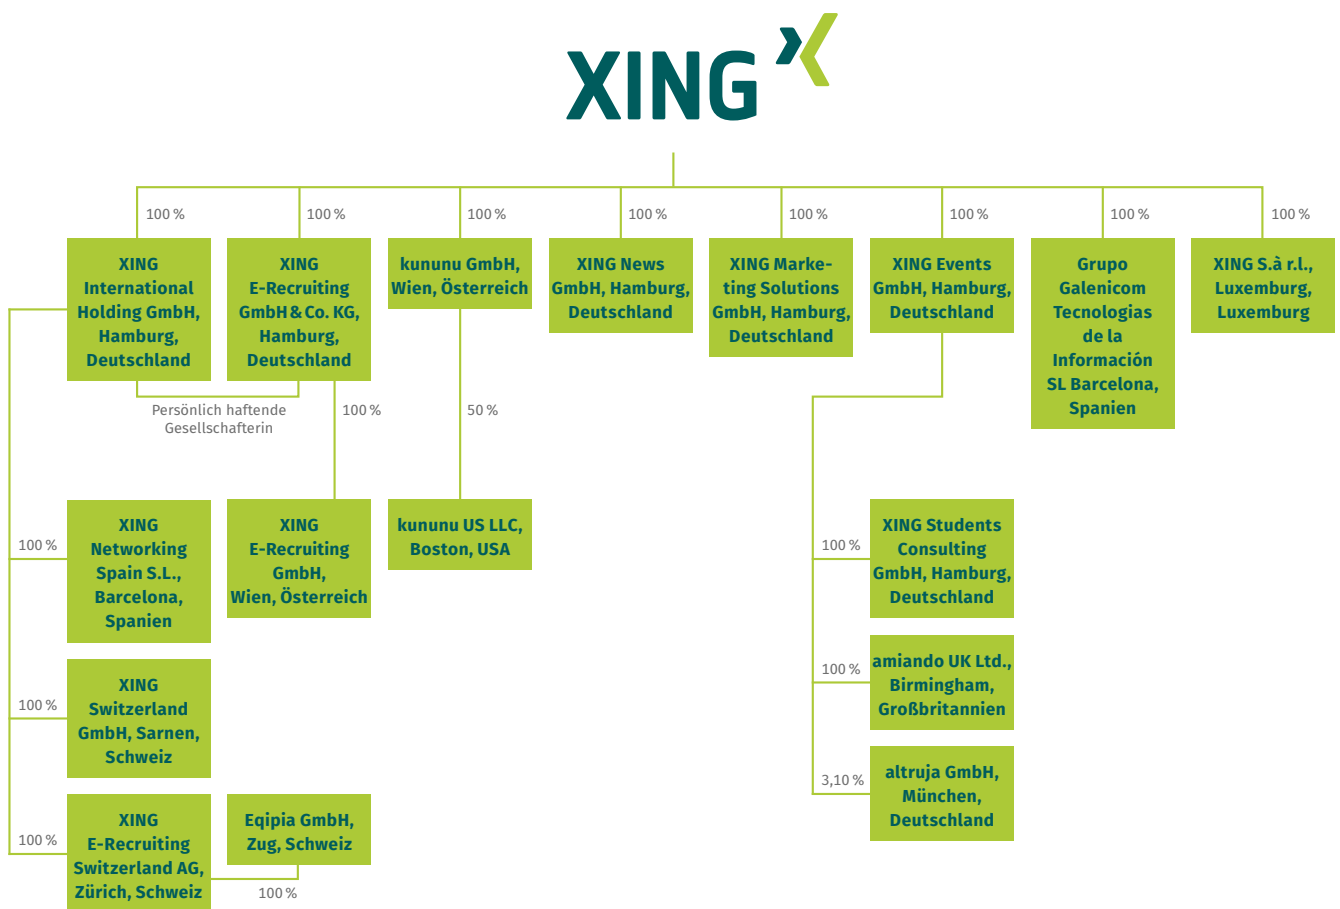 XING
100 %
100 %
100 %
100 %
100 %
100 %
100 %
100 %
XING
International
Holding GmbH,
Hamburg,
Deutschland
XING
E-Recruiting
GmbH & Co. KG,
Hamburg,
Deutschland
kununu GmbH,
Wien, Österreich
XING News
GmbH, Hamburg,
Deutschland
XING Marke-
ting Solutions
GmbH, Hamburg,
Deutschland
XING Events
GmbH, Hamburg,
Deutschland
Grupo
Galenicom
Tecnologias
de la
Información
SL Barcelona,
Spanien
XING S.à r.l.,
Luxemburg,
Luxemburg
Persönlich haftende
Gesellschafterin
100 %
50 %
100 %
XING
Networking
Spain S.L.,
Barcelona,
Spanien
XING
E-Recruiting
GmbH,
Wien, Österreich
kununu US LLC,
Boston, USA
100 %
XING Students
Consulting
GmbH, Hamburg,
Deutschland
100 %
XING
Switzerland
GmbH, Sarnen,
Schweiz
100 %
amiando UK Ltd.,
Birmingham,
Großbritannien
100 %
XING
E-Recruiting
Switzerland AG,
Zürich, Schweiz
Eqipia GmbH,
Zug, Schweiz
100 %
3,10 %
altruja GmbH,
München,
Deutschland